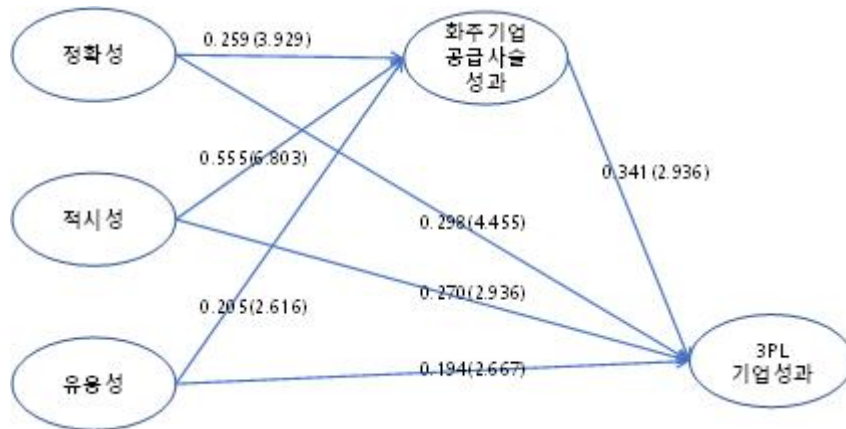 정확성
0.259(3.929)
화주 기업
공급사슬
성과
0.555(6.803)
0.341(2.936)
적시성
0.298(4.455)
0.270(2.936)
0.205(2.616)
3PL
기업성과
유용성
0.194(2.667)